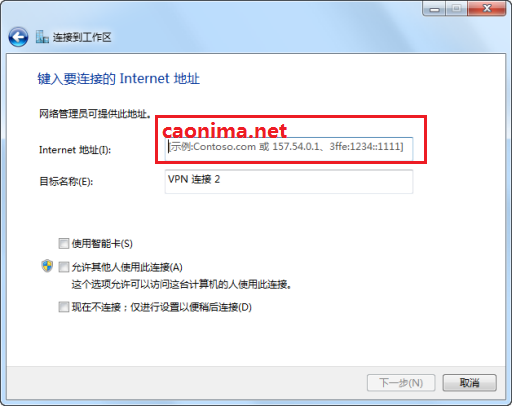 连接到工作区
键入要连接的 Internet 地址
网络管理员可提供此地址。
caonima.net
Internet 地址(I):
[示例:Contoso.com 或 157.54.0.1、3ffe:1234::1111]
目标名称(E):
VPN 连接 2
使用智能卡(S)
允许其他人使用此连接(A)
这个选项允许可以访问这台计算机的人使用此连接。
现在不连接；仅进行设置以便稍后连接(D)
下一步(N)
取消